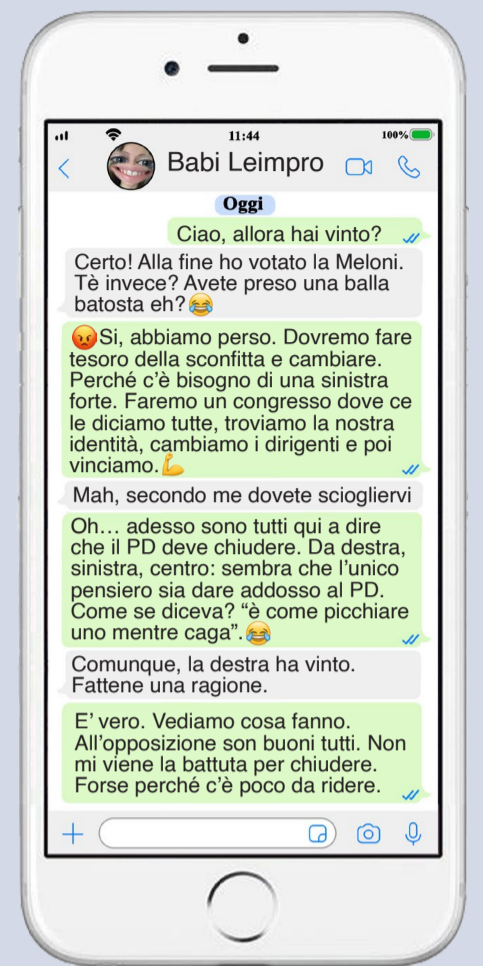 11:44
100%
Babi Leimpro
Oggi
Ciao, allora hai vinto?
Certo! Alla fine ho votato la Meloni.
Tè invece? Avete preso una balla
batosta eh?😂
😡Si, abbiamo perso. Dovremo fare
tesoro della sconfitta e cambiare.
Perché c’è bisogno di una sinistra
forte. Faremo un congresso dove ce
le diciamo tutte, troviamo la nostra
identità, cambiamo i dirigenti e poi
vinciamo.💪
Mah, secondo me dovete sciogliervi
Oh… adesso sono tutti qui a dire
che il PD deve chiudere. Da destra,
sinistra, centro: sembra che l’unico
pensiero sia dare addosso al PD.
Come se diceva? “è come picchiare
uno mentre caga”.😂
Comunque, la destra ha vinto.
Fattene una ragione.
E’ vero. Vediamo cosa fanno.
All’opposizione son buoni tutti. Non
mi viene la battuta per chiudere.
Forse perché c’è poco da ridere.